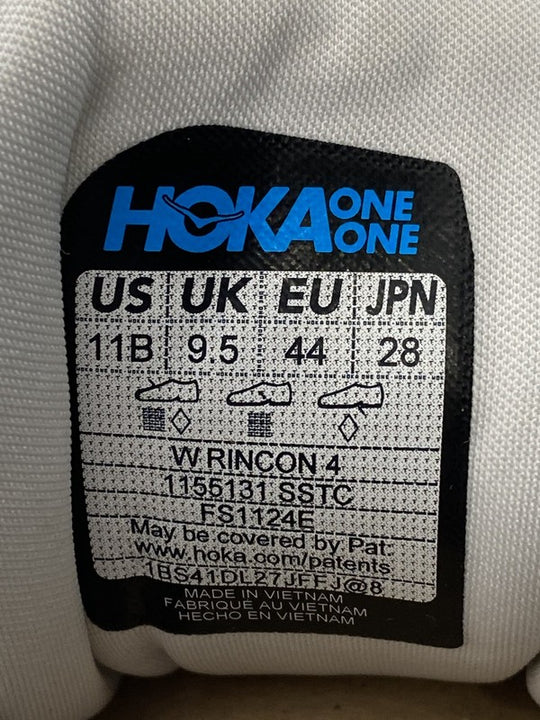 HOKA ONE ONE
US UK EU JPN
11B 9.5 44 28
W RINCON 4
1155131 SSTC
FS1124E
May be covered by Pat.
www.hoka.com/patents
1BS41DL27JFFJ@8
MADE IN VIETNAM
FABRIQUÉ AU VIETNAM
HECHO EN VIETNAM